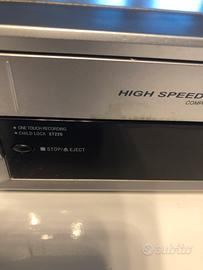 HIGH SPEED
● ONE TOUCH RECORDING
● CHILD LOCK
■ STOP/⏏ EJECT
subito